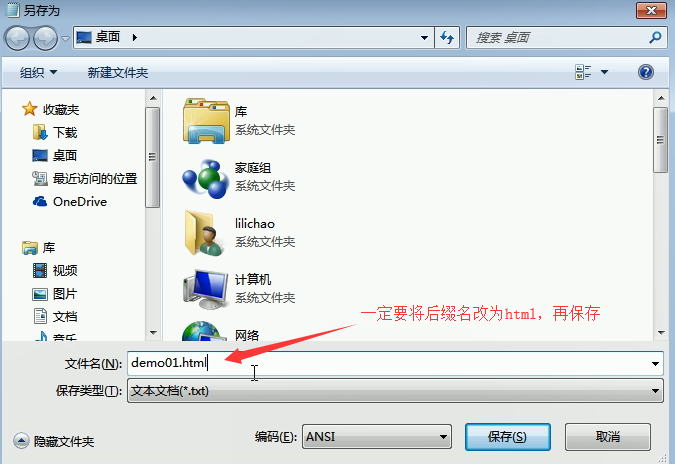 另存为
桌面
搜索 桌面
组织
新建文件夹
收藏夹
下载
桌面
最近访问的位置
OneDrive
库
视频
图片
文档
音乐
库
系统文件夹
家庭组
系统文件夹
lilichao
系统文件夹
计算机
系统文件夹
网络
一定要将后缀名改为html，再保存
文件名(N):
demo01.html
保存类型(T):
文本文档(*.txt)
隐藏文件夹
编码(E):
ANSI
保存(S)
取消